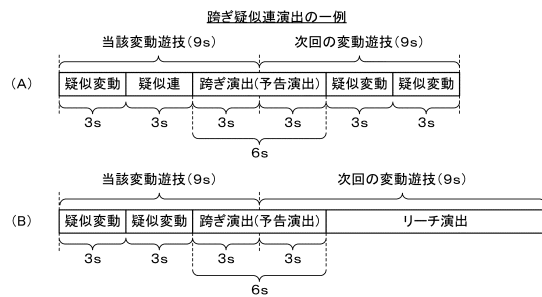 跨ぎ疑似連演出の一例
当該変動遊技(9s) 次回の変動遊技(9s)
(A) 疑似変動 疑似連 跨ぎ演出(予告演出) 疑似変動 疑似変動
3s 3s 3s 3s 3s 3s
6s
当該変動遊技(9s) 次回の変動遊技(9s)
(B) 疑似変動 疑似変動 跨ぎ演出(予告演出) リーチ演出
3s 3s 3s 3s
6s